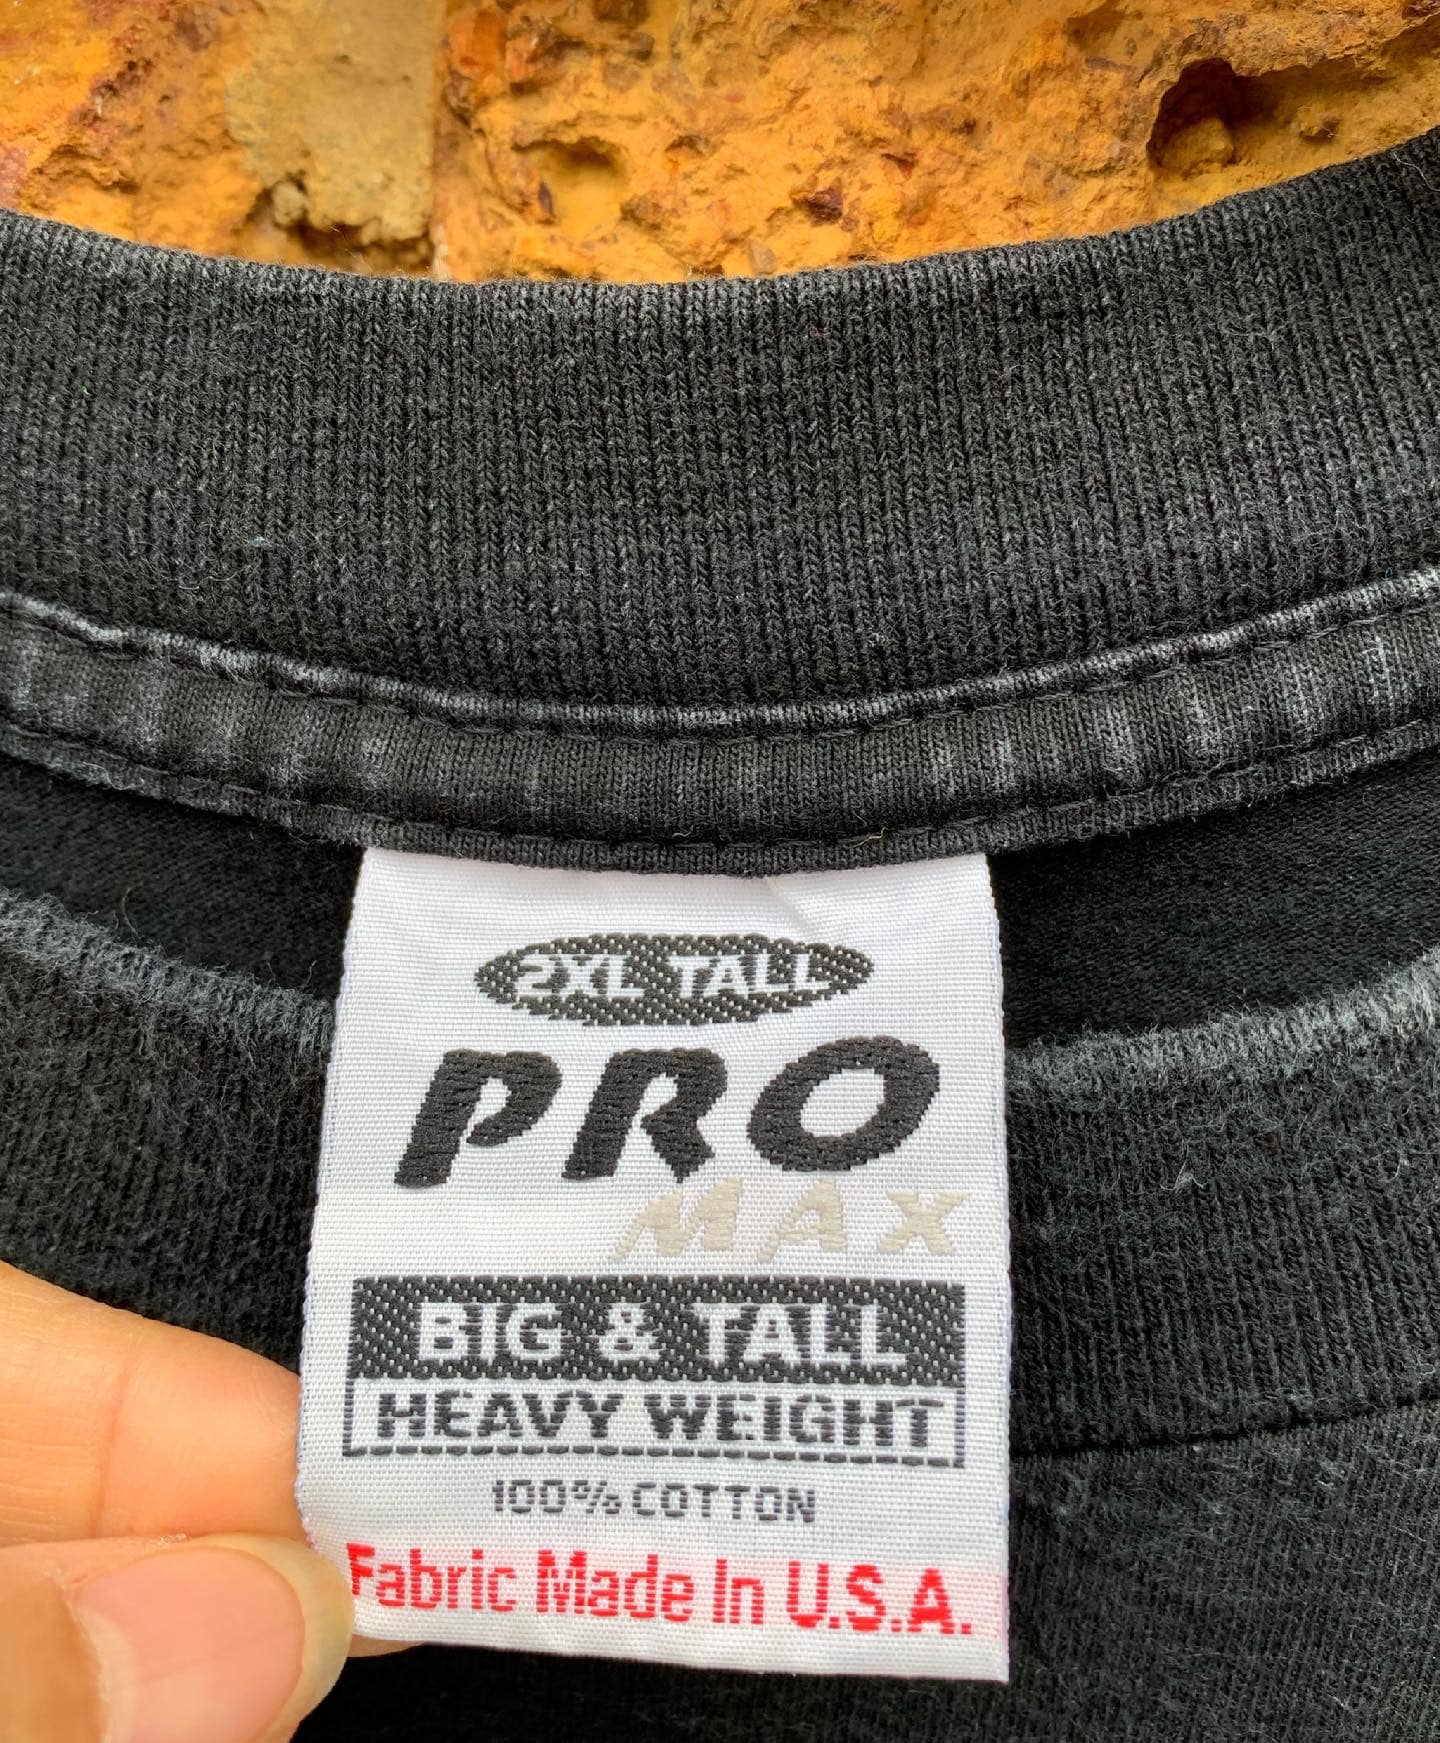 2XL TALL
PRO
MAX
BIG & TALL
HEAVY WEIGHT
100% COTTON
Fabric Made In U.S.A.